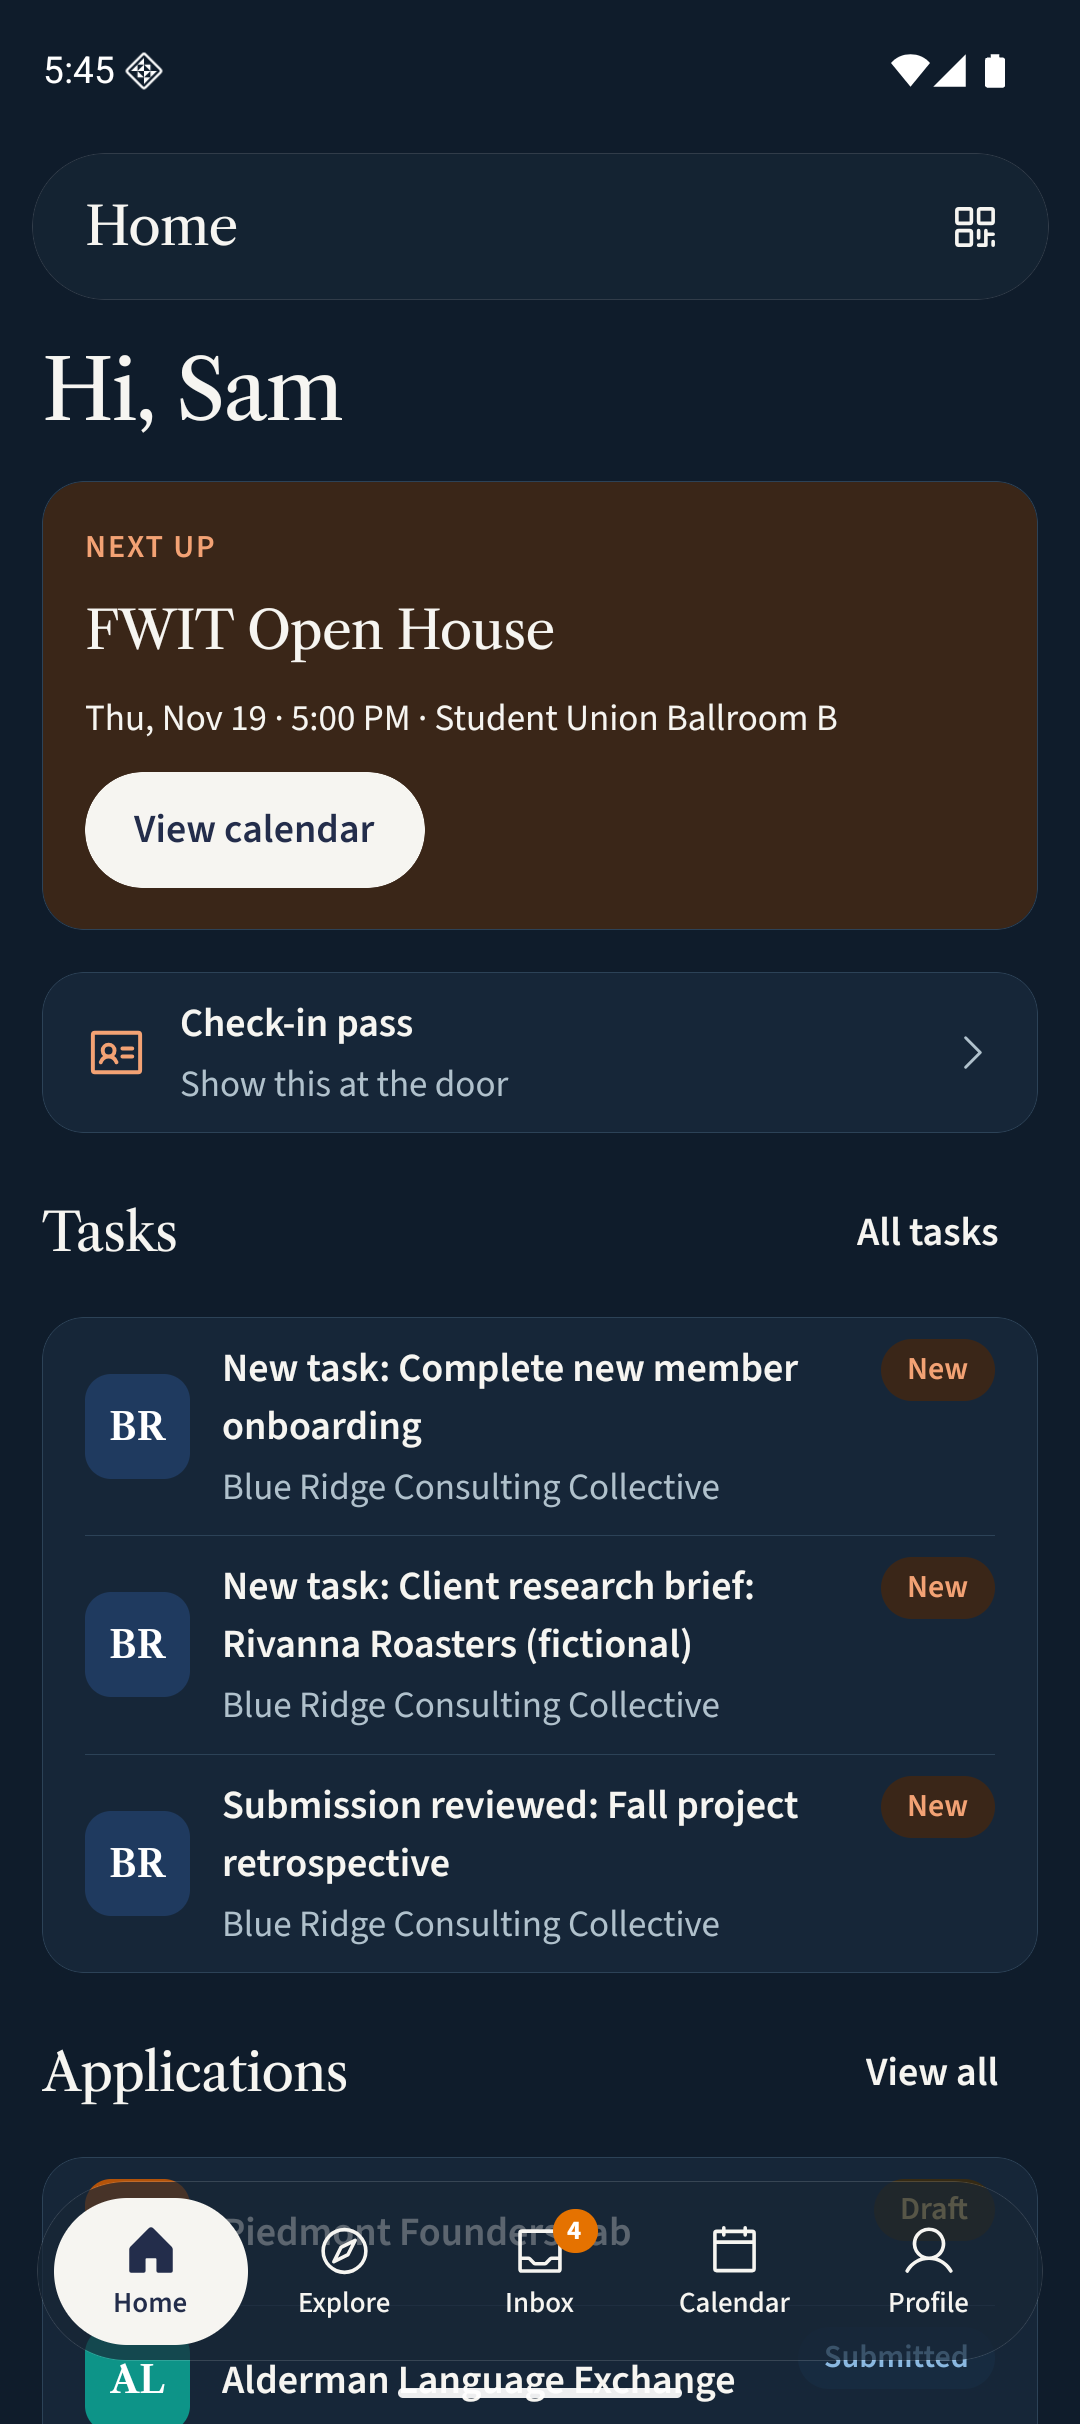 5:45
Home
Hi, Sam
NEXT UP
FWIT Open House
Thu, Nov 19 · 5:00 PM · Student Union Ballroom B
View calendar
Check-in pass
Show this at the door
Tasks
All tasks
New task: Complete new member
onboarding
New
BR
Blue Ridge Consulting Collective
New task: Client research brief:
Rivanna Roasters (fictional)
New
BR
Blue Ridge Consulting Collective
Submission reviewed: Fall project
retrospective
New
BR
Blue Ridge Consulting Collective
Applications
View all
Piedmont Founders Lab
Draft
Home
Explore
4
Inbox
Calendar
Profile
AL
Alderman Language Exchange
Submitted